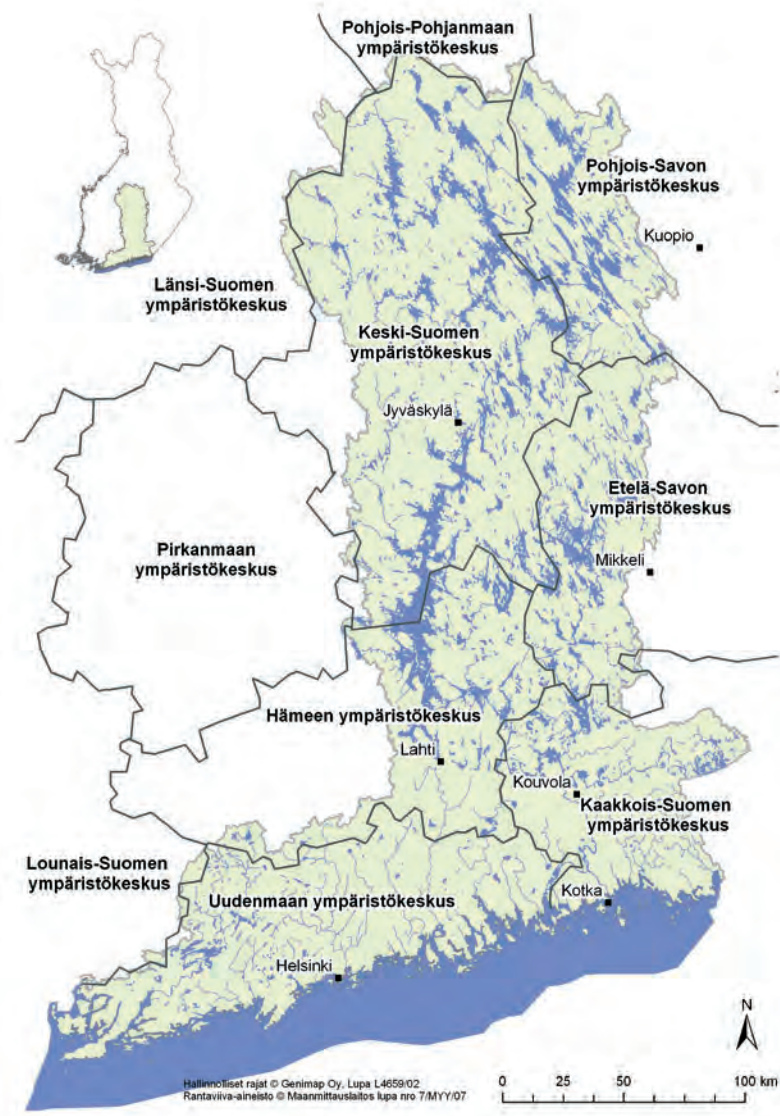 Pohjois-Pohjanmaan
ympäristökeskus
Pohjois-Savon
ympäristökeskus
Kuopio
Länsi-Suomen
ympäristökeskus
Keski-Suomen
ympäristökeskus
Jyväskylä
Etelä-Savon
ympäristökeskus
Pirkanmaan
ympäristökeskus
Mikkeli
Hämeen ympäristökeskus
Lahti
Kouvola
Kaakkois-Suomen
ympäristökeskus
Lounais-Suomen
ympäristökeskus
Uudenmaan ympäristökeskus
Kotka
Helsinki
N
Hallinnolliset rajat © Genimap Oy, Lupa L4659/02
Rantaviiva-aineisto © Maanmittauslaitos lupa nro 7/MYY/07
0 50 100 km